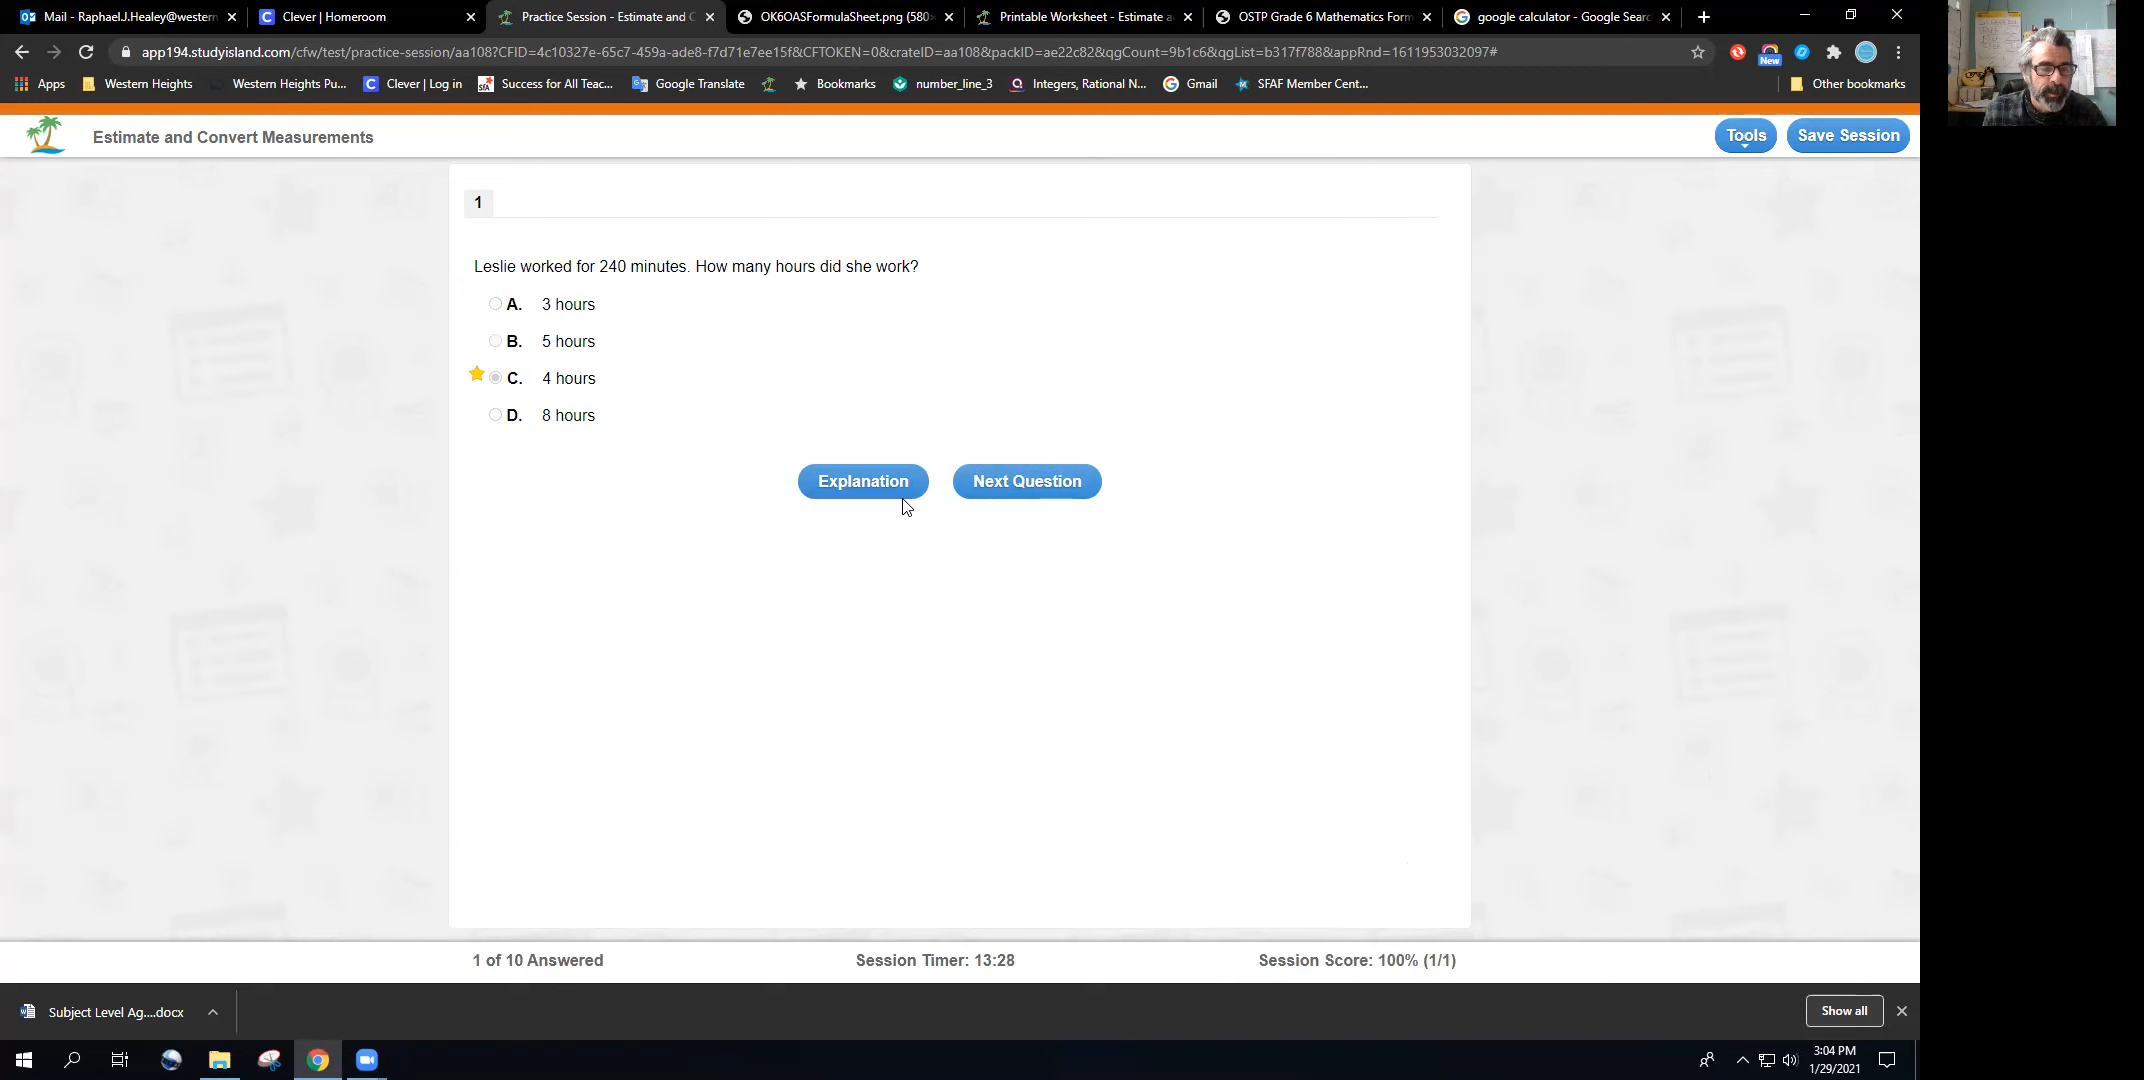 Mail - Raphael.J.Healey@western
Clever | Homeroom
Practice Session - Estimate and C
OK6OASFormulaSheet.png (580×
Printable Worksheet - Estimate a
OSTP Grade 6 Mathematics Form
google calculator - Google Searc
app194.studyisland.com/cfw/test/practice-session/aa108?CFID=4c10327e-65c7-459a-ade8-f7d71e7ee15f&CFTOKEN=0&crateID=aa108&packID=ae22c82&qgCount=9b1c6&qgList=b317f788&appRnd=1611953032097#
New
Apps
Western Heights
Western Heights Pu...
Clever | Log in
Success for All Teac...
Google Translate
Bookmarks
number_line_3
Integers, Rational N...
Gmail
SFAF Member Cent...
Other bookmarks
Estimate and Convert Measurements
Tools
Save Session
1
Leslie worked for 240 minutes. How many hours did she work?
A. 3 hours
B. 5 hours
C. 4 hours
D. 8 hours
Explanation
Next Question
1 of 10 Answered
Session Timer: 13:28
Session Score: 100% (1/1)
Subject Level Ag....docx
Show all
3:04 PM
1/29/2021